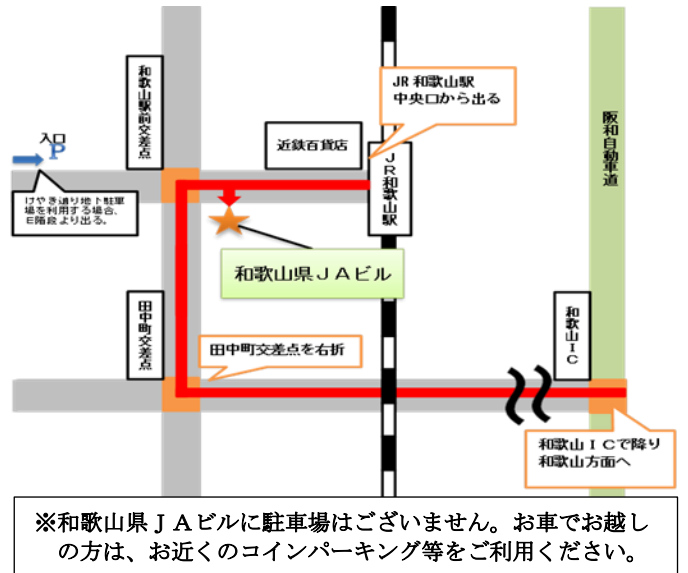 和歌山駅前交差点
JR 和歌山駅
中央口から出る
阪和自動車道
入口
P
近鉄百貨店
JR和歌山駅
けやき通り地下駐車
場を利用する場合、
E階段より出る。
和歌山県ＪＡビル
田中町交差点
和歌山IC
田中町交差点を右折
和歌山ＩＣで降り
和歌山方面へ
※和歌山県ＪＡビルに駐車場はございません。お車でお越し
の方は、お近くのコインパーキング等をご利用ください。